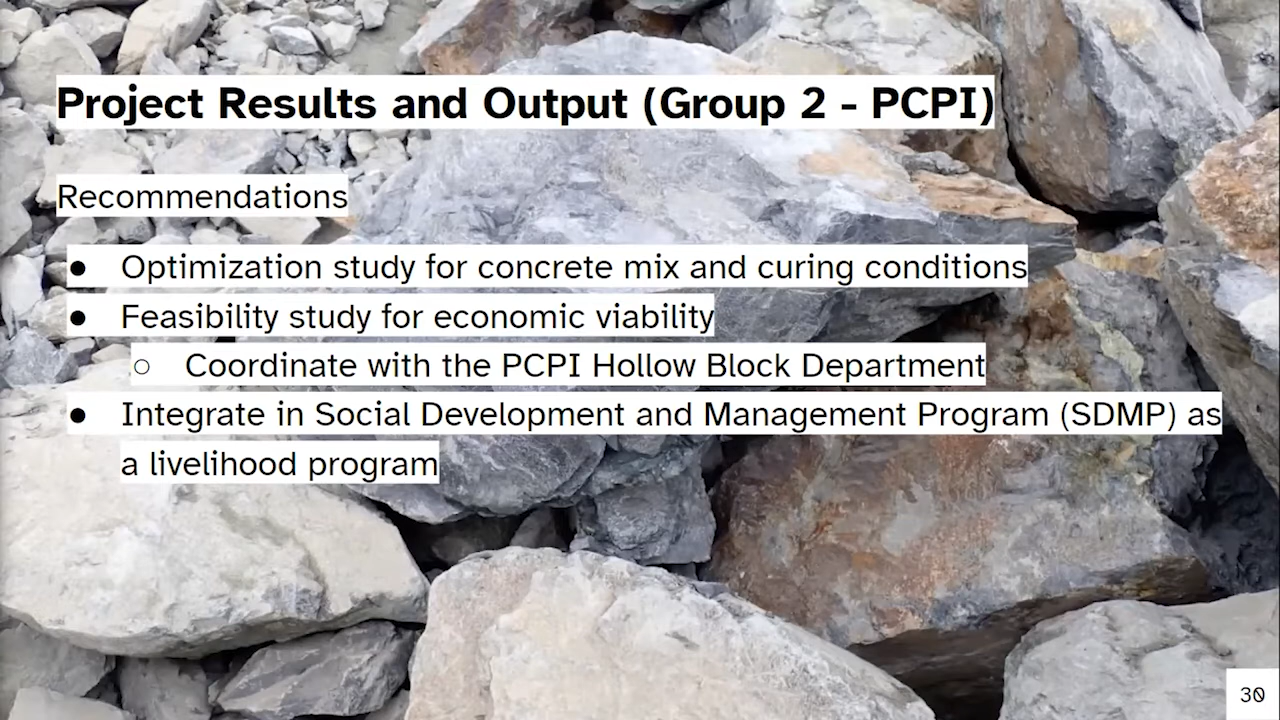 Project Results and Output (Group 2 - PCPI)
Recommendations
● Optimization study for concrete mix and curing conditions
● Feasibility study for economic viability
○ Coordinate with the PCPI Hollow Block Department
● Integrate in Social Development and Management Program (SDMP) as
a livelihood program
30